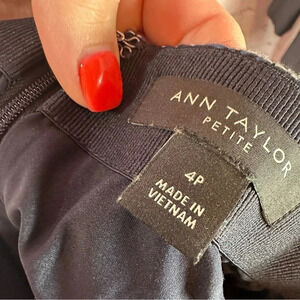 ANN TAYLOR
PETITE
4P
MADE IN
VIETNAM